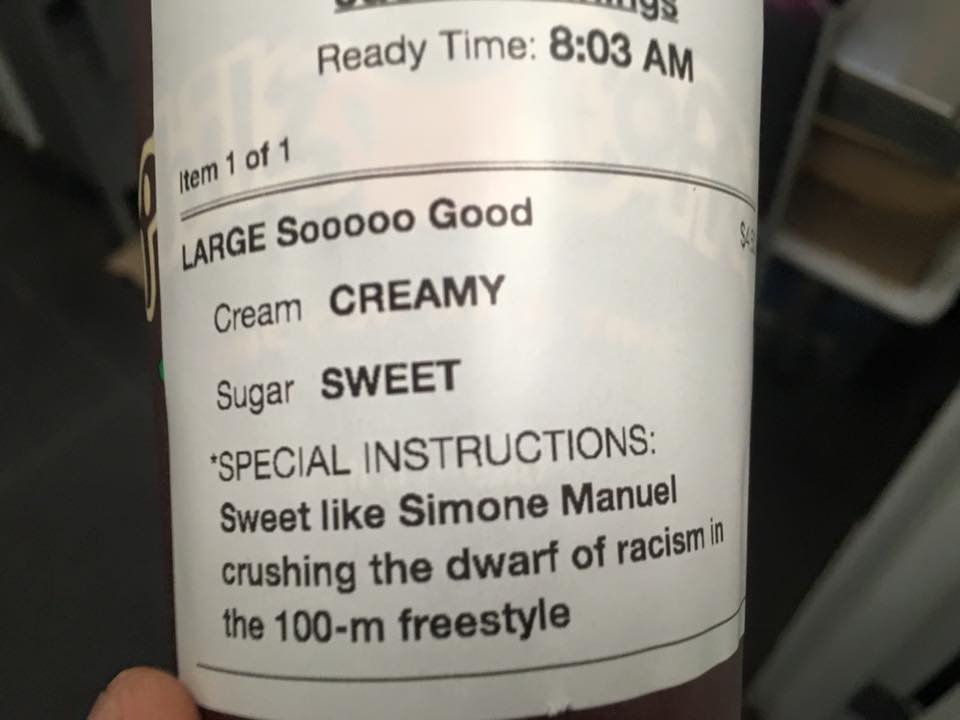 Ready Time: 8:03 AM
Item 1 of 1
LARGE Sooooo Good
Cream CREAMY
Sugar SWEET
*SPECIAL INSTRUCTIONS:
Sweet like Simone Manuel
crushing the dwarf of racism in
the 100-m freestyle